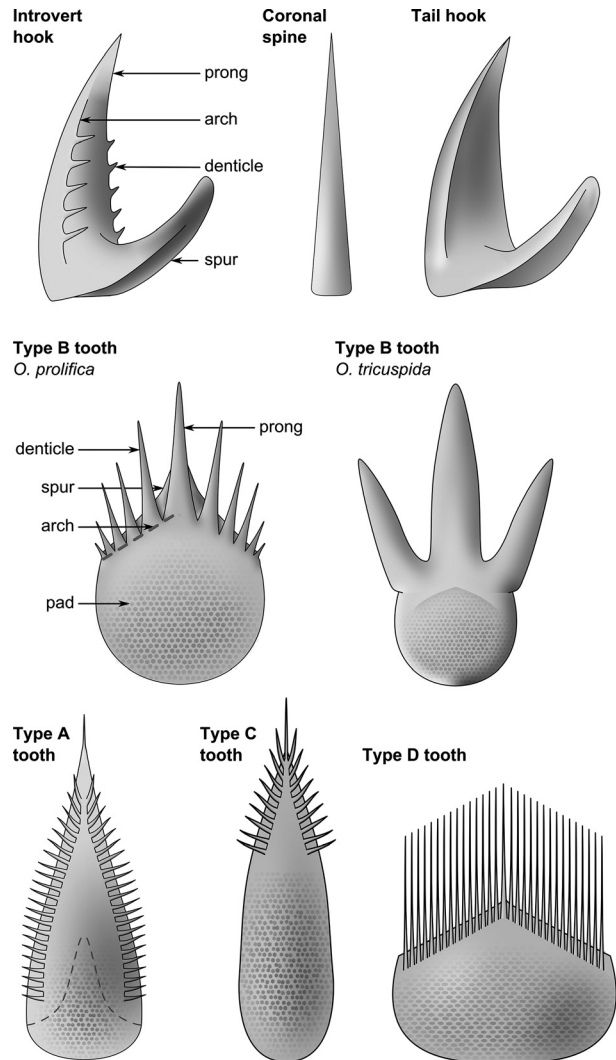 Introvert
hook
Coronal
spine
Tail hook
prong
arch
denticle
spur
Type B tooth
O. prolifica
Type B tooth
O. tricuspida
prong
denticle
spur
arch
pad
Type A
tooth
Type C
tooth
Type D tooth